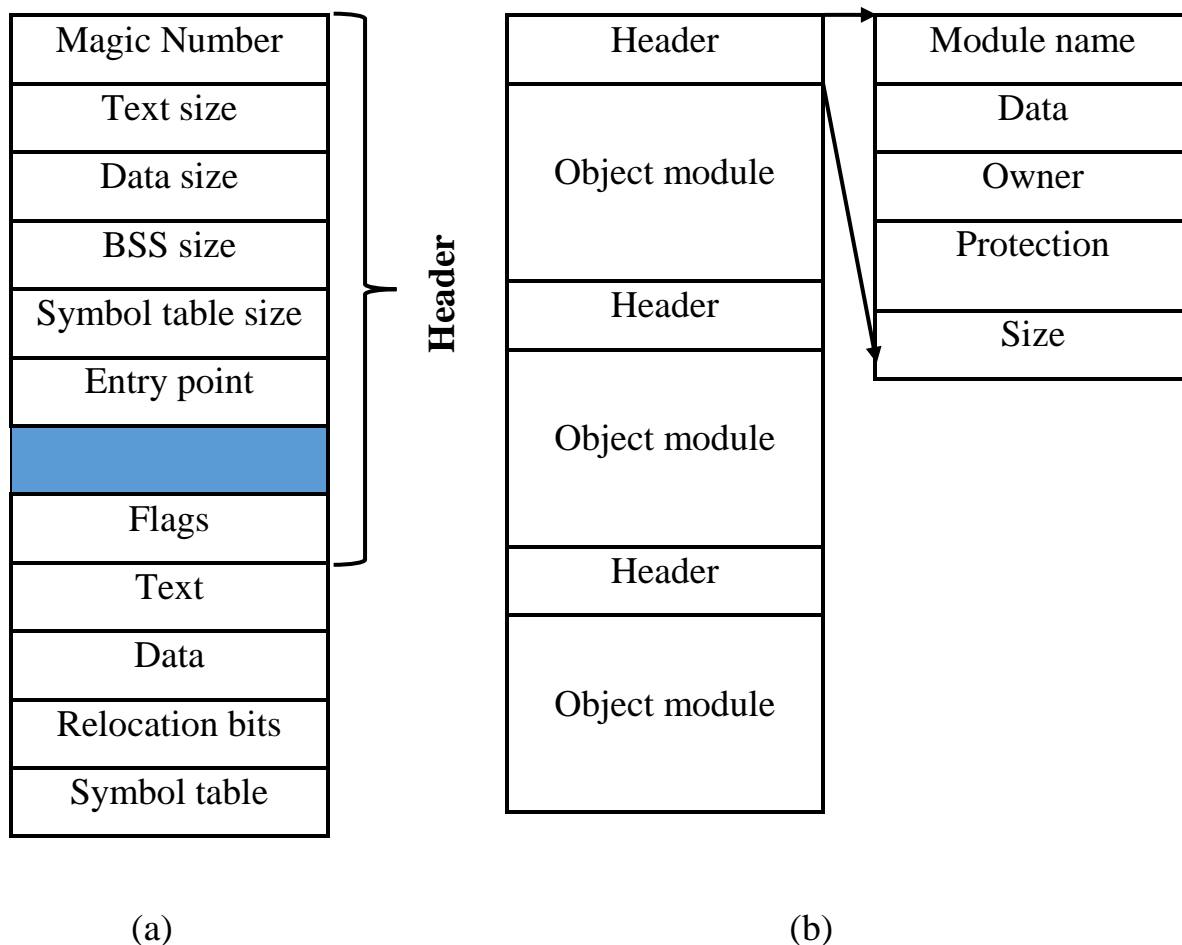 Magic Number
Text size
Data size
BSS size
Symbol table size
Entry point
Flags
Text
Data
Relocation bits
Symbol table
Header
(a)
Header
Object module
Header
Object module
Header
Object module
Module name
Data
Owner
Protection
Size
(b)